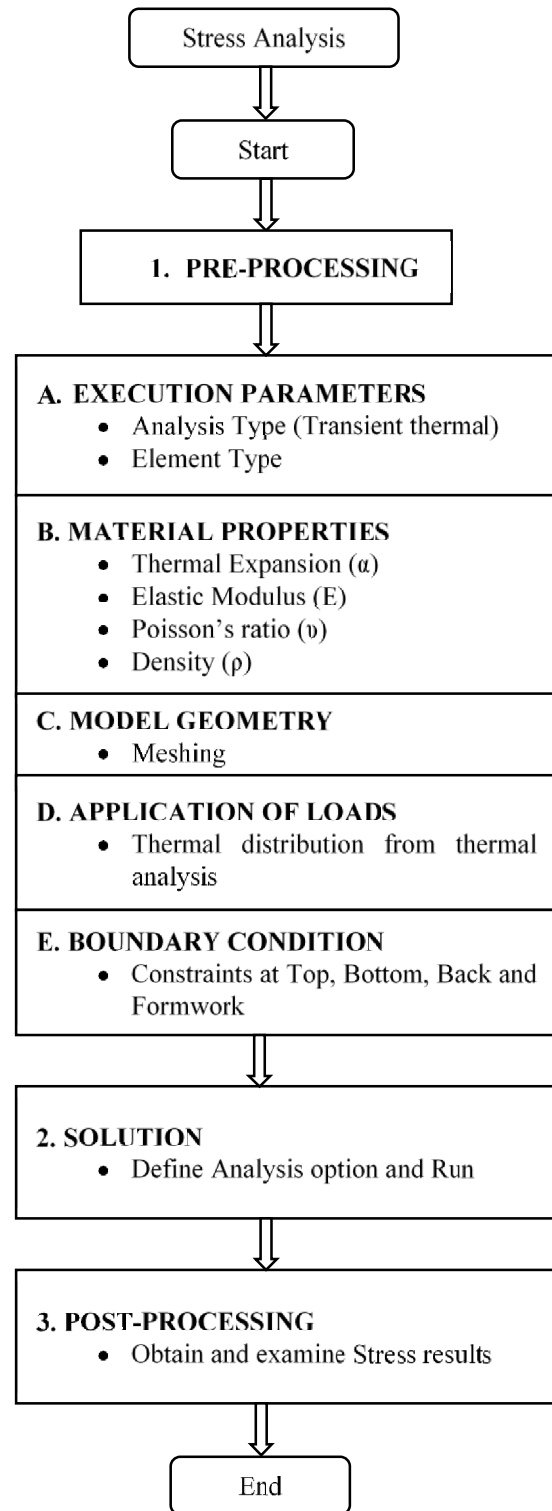 Stress Analysis
Start
1. PRE-PROCESSING
A. EXECUTION PARAMETERS
• Analysis Type (Transient thermal)
• Element Type
B. MATERIAL PROPERTIES
• Thermal Expansion (α)
• Elastic Modulus (E)
• Poisson’s ratio (υ)
• Density (ρ)
C. MODEL GEOMETRY
• Meshing
D. APPLICATION OF LOADS
• Thermal distribution from thermal
analysis
E. BOUNDARY CONDITION
• Constraints at Top, Bottom, Back and
Formwork
2. SOLUTION
• Define Analysis option and Run
3. POST-PROCESSING
• Obtain and examine Stress results
End